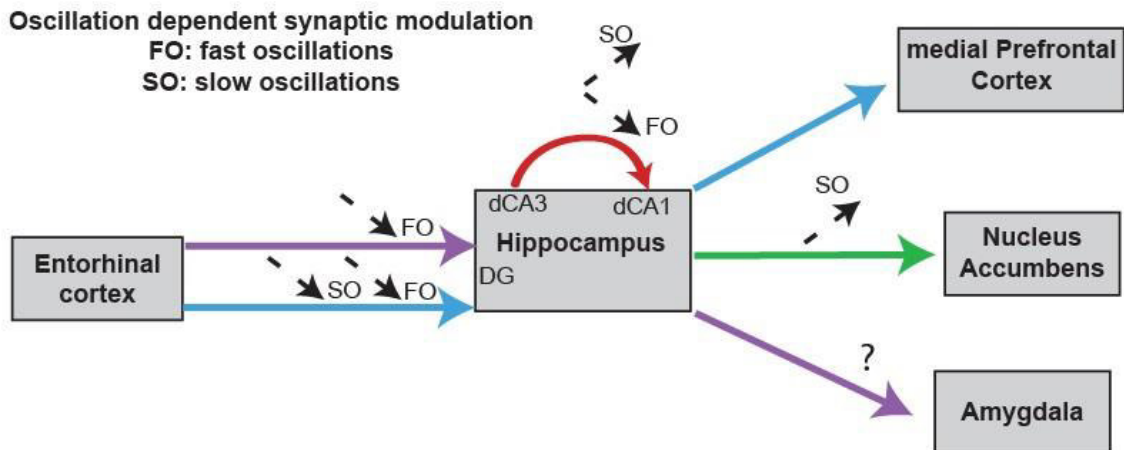 Oscillation dependent synaptic modulation
FO: fast oscillations
SO: slow oscillations
SO
FO
medial Prefrontal
Cortex
dCA3
dCA1
Hippocampus
DG
FO
SO
FO
Entorhinal
cortex
SO
Nucleus
Accumbens
?
Amygdala